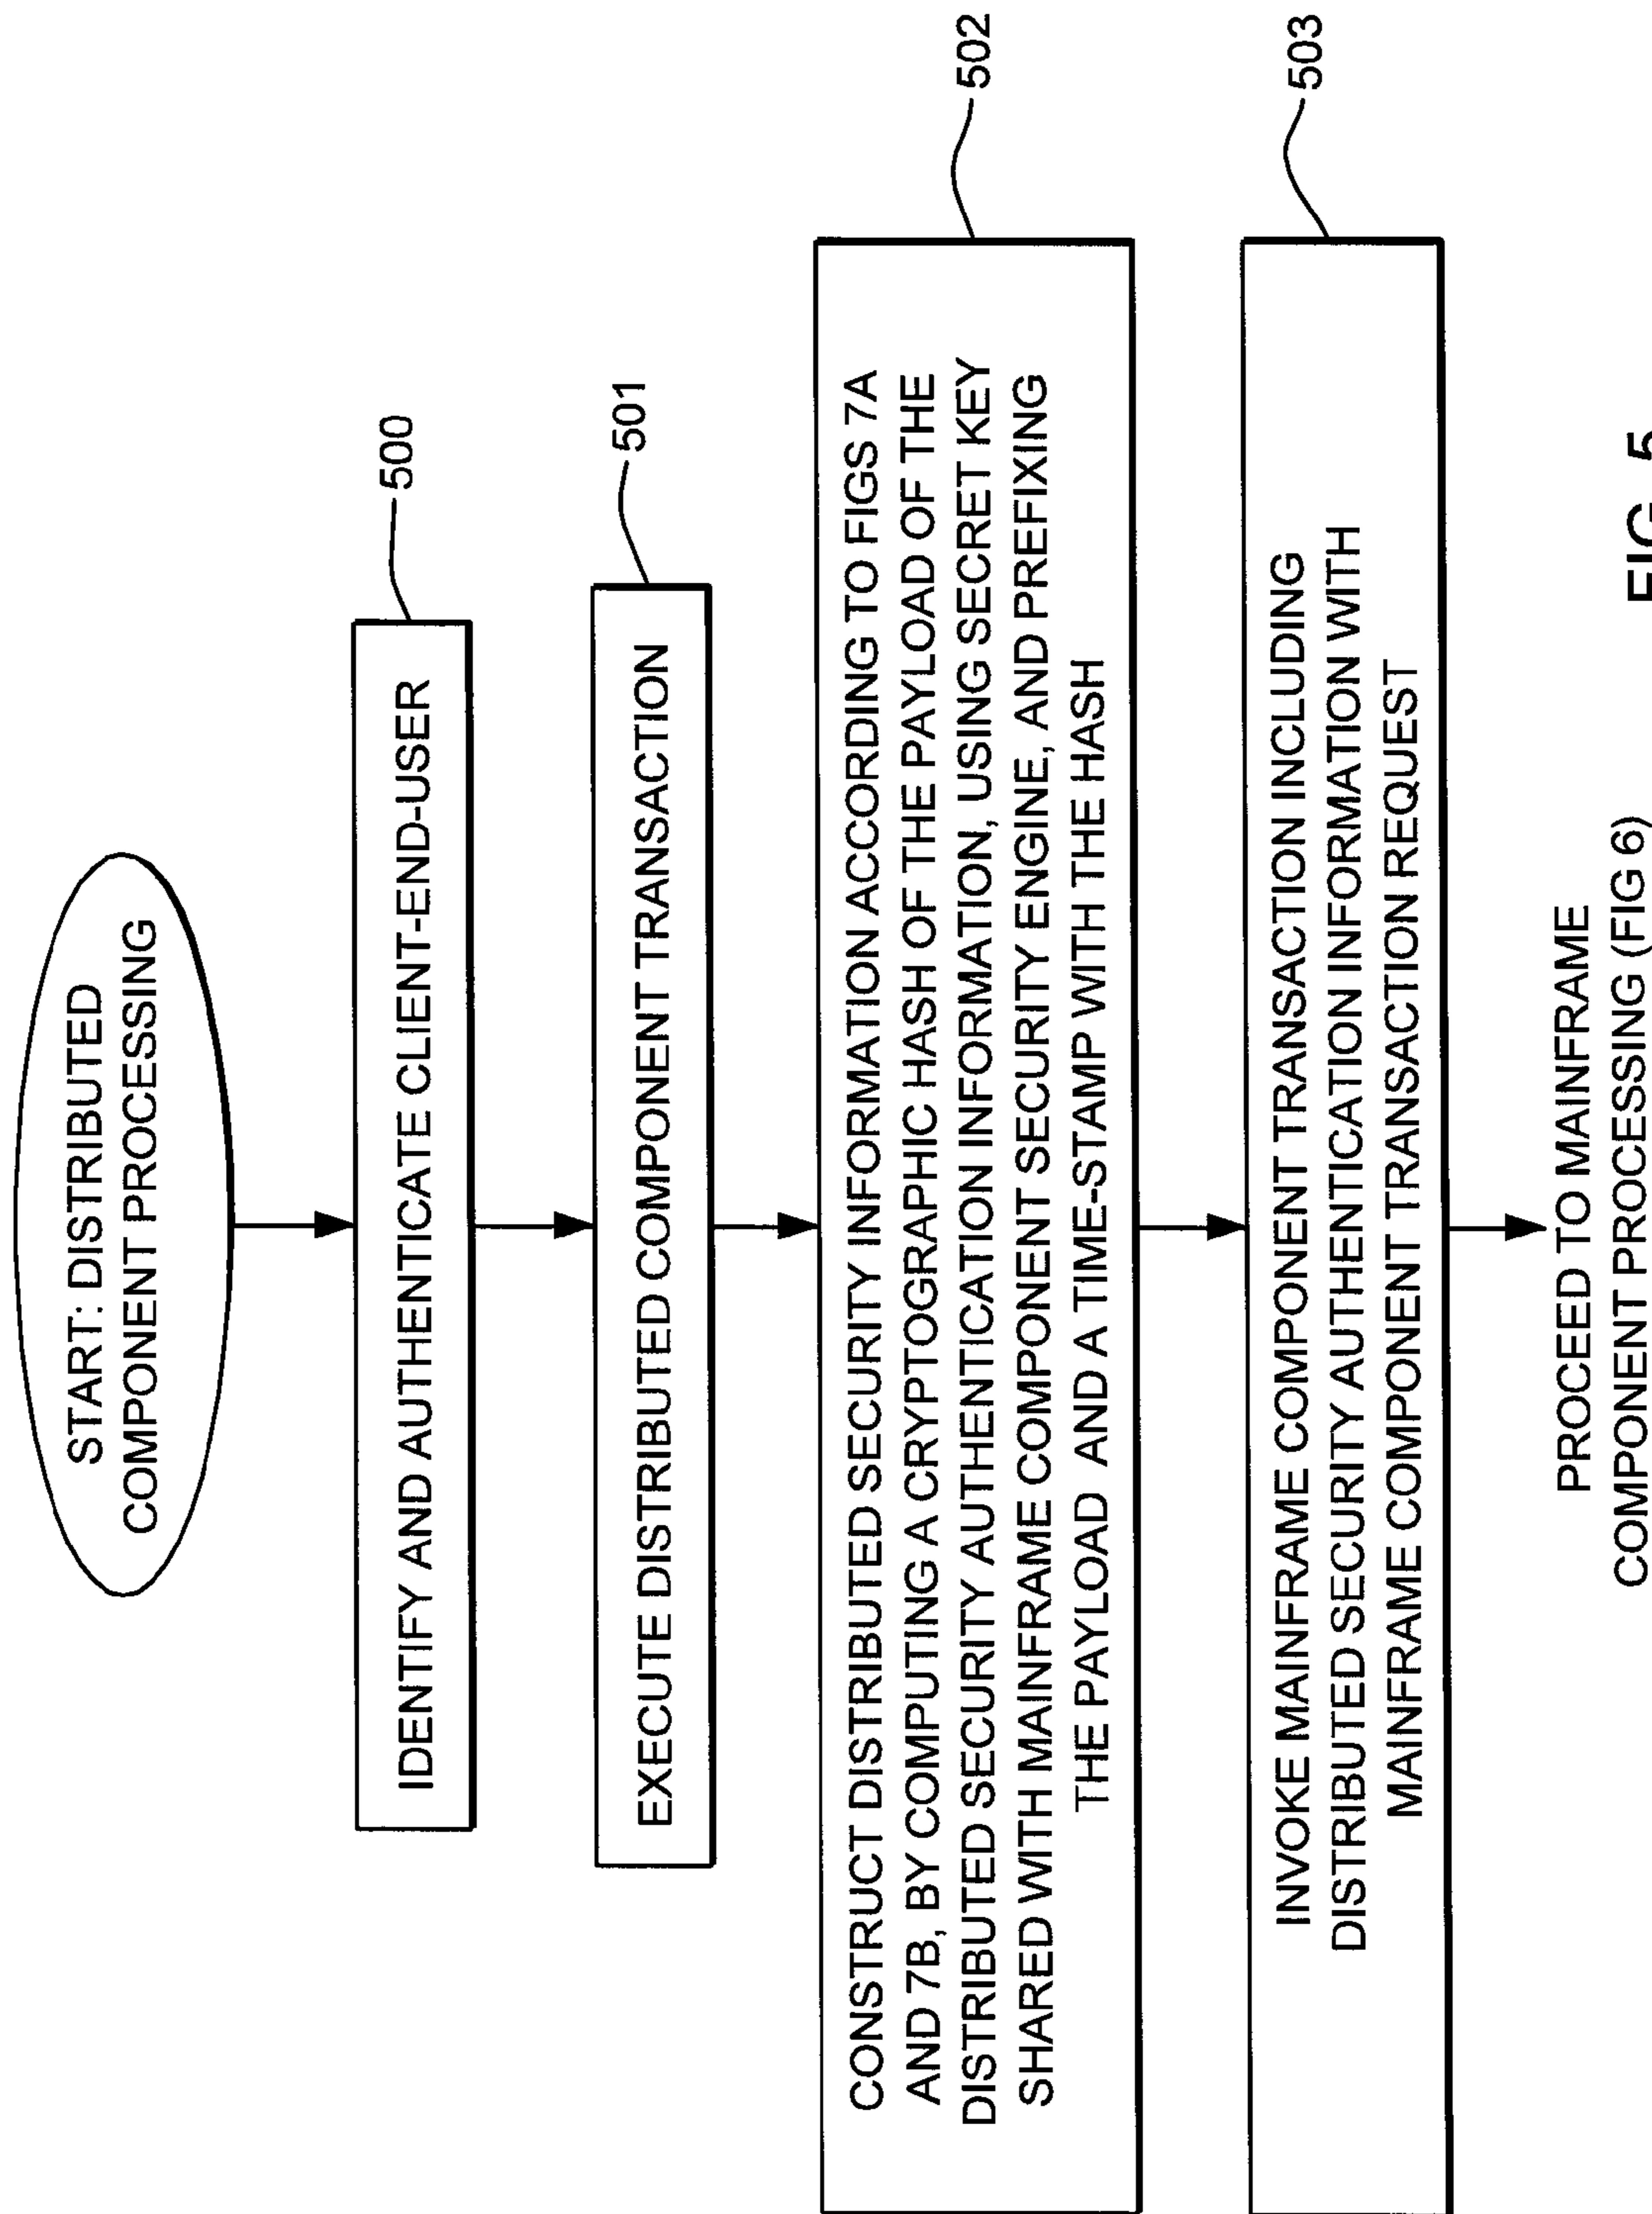 START: DISTRIBUTED
COMPONENT PROCESSING
IDENTIFY AND AUTHENTICATE CLIENT-END-USER
500
EXECUTE DISTRIBUTED COMPONENT TRANSACTION
501
CONSTRUCT DISTRIBUTED SECURITY INFORMATION ACCORDING TO FIGS 7A
AND 7B, BY COMPUTING A CRYPTOGRAPHIC HASH OF THE PAYLOAD OF THE
DISTRIBUTED SECURITY AUTHENTICATION INFORMATION, USING SECRET KEY
SHARED WITH MAINFRAME COMPONENT SECURITY ENGINE, AND PREFIXING
THE PAYLOAD AND A TIME-STAMP WITH THE HASH
502
INVOKE MAINFRAME COMPONENT TRANSACTION INCLUDING
DISTRIBUTED SECURITY AUTHENTICATION INFORMATION WITH
MAINFRAME COMPONENT TRANSACTION REQUEST
503
PROCEED TO MAINFRAME
COMPONENT PROCESSING (FIG 6)
FIG. 5